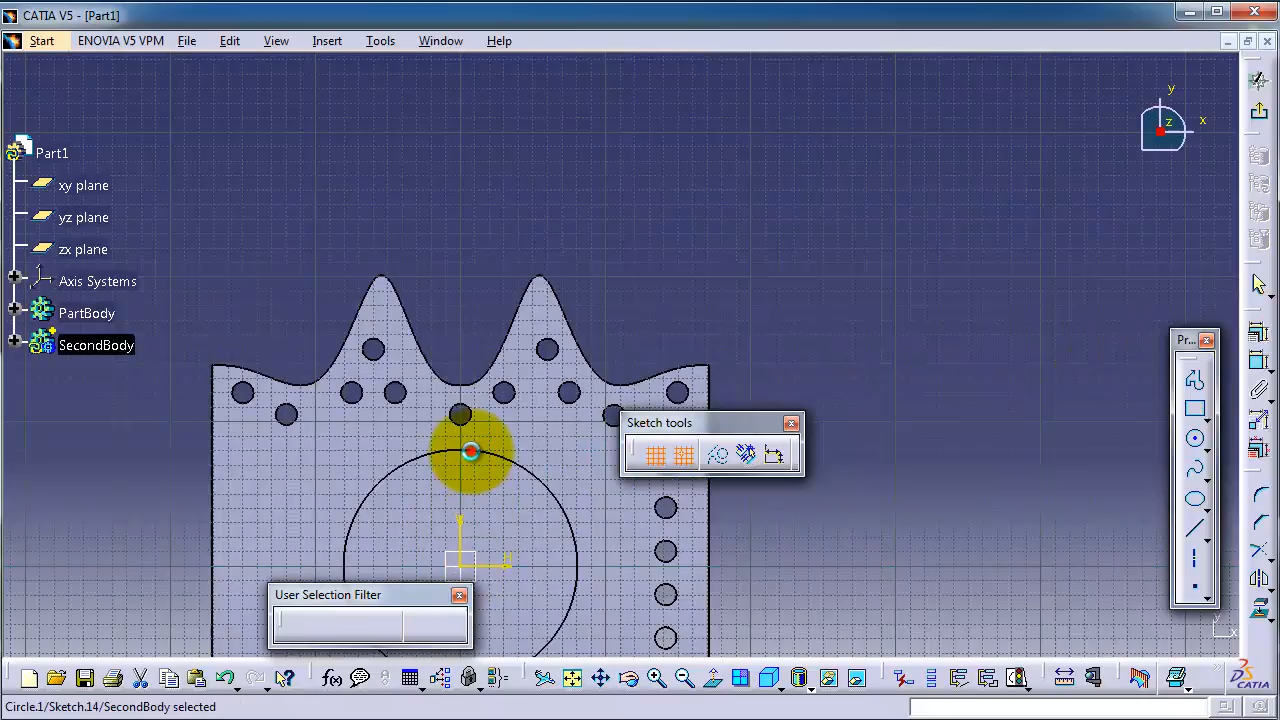 CATIA V5 - [Part1]
Start ENOVIA V5 VPM File Edit View Insert Tools Window Help
y
z x
Part1
xy plane
yz plane
zx plane
Axis Systems
PartBody
SecondBody
Pr...
Sketch tools
V
H
User Selection Filter
y
x
f(x)
CATIA
Circle.1/Sketch.14/SecondBody selected